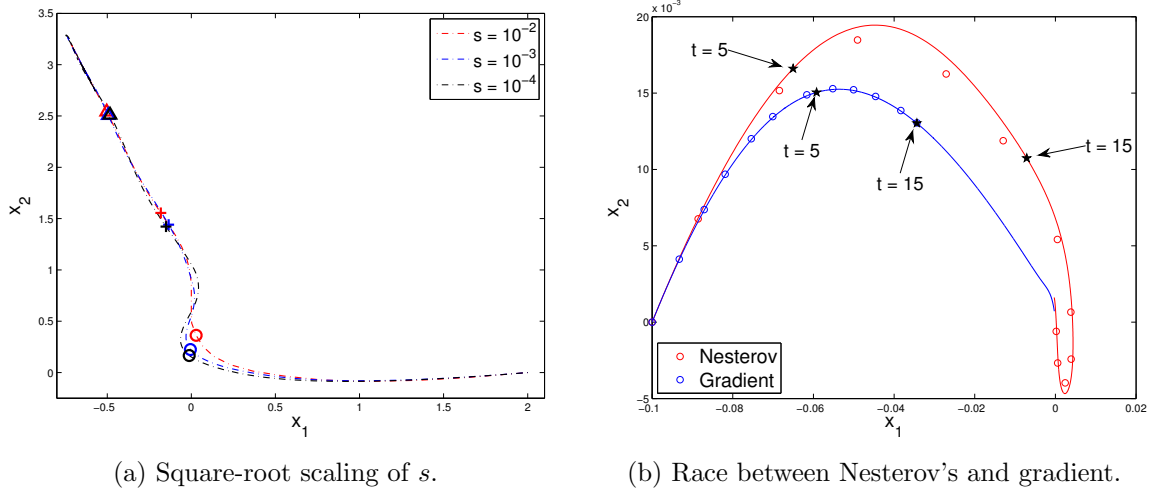 3.5
3
2.5
2
1.5
1
0.5
0
−0.5
0
0.5
1
1.5
2
x₁
x₂
s = 10⁻²
s = 10⁻³
s = 10⁻⁴
(a) Square-root scaling of s.
x 10⁻³
20
15
10
5
0
−5
−0.1
−0.08
−0.06
−0.04
−0.02
0
0.02
x₁
x₂
t = 5
t = 5
t = 15
t = 15
Nesterov
Gradient
(b) Race between Nesterov's and gradient.